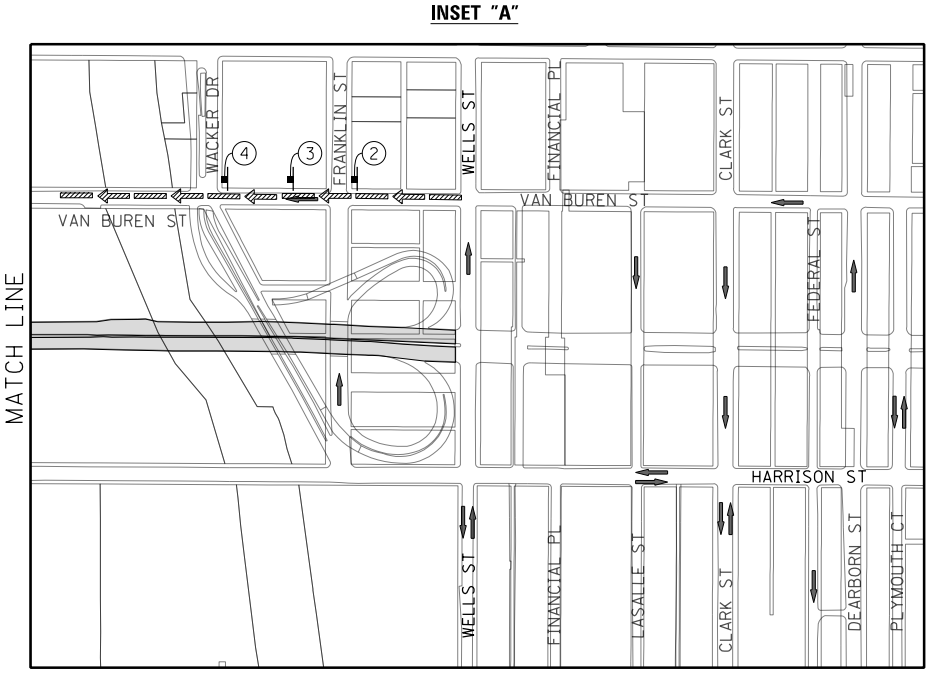 INSET "A"
WACKER DR
FRANKLIN ST
WELLS ST
FINANCIAL PL
CLARK ST
4
3
2
VAN BUREN ST
VAN BUREN ST
FEDERAL ST
MATCH LINE
HARRISON ST
WELLS ST
FINANCIAL PL
LASALLE ST
CLARK ST
DEARBORN ST
PLYMOUTH CT